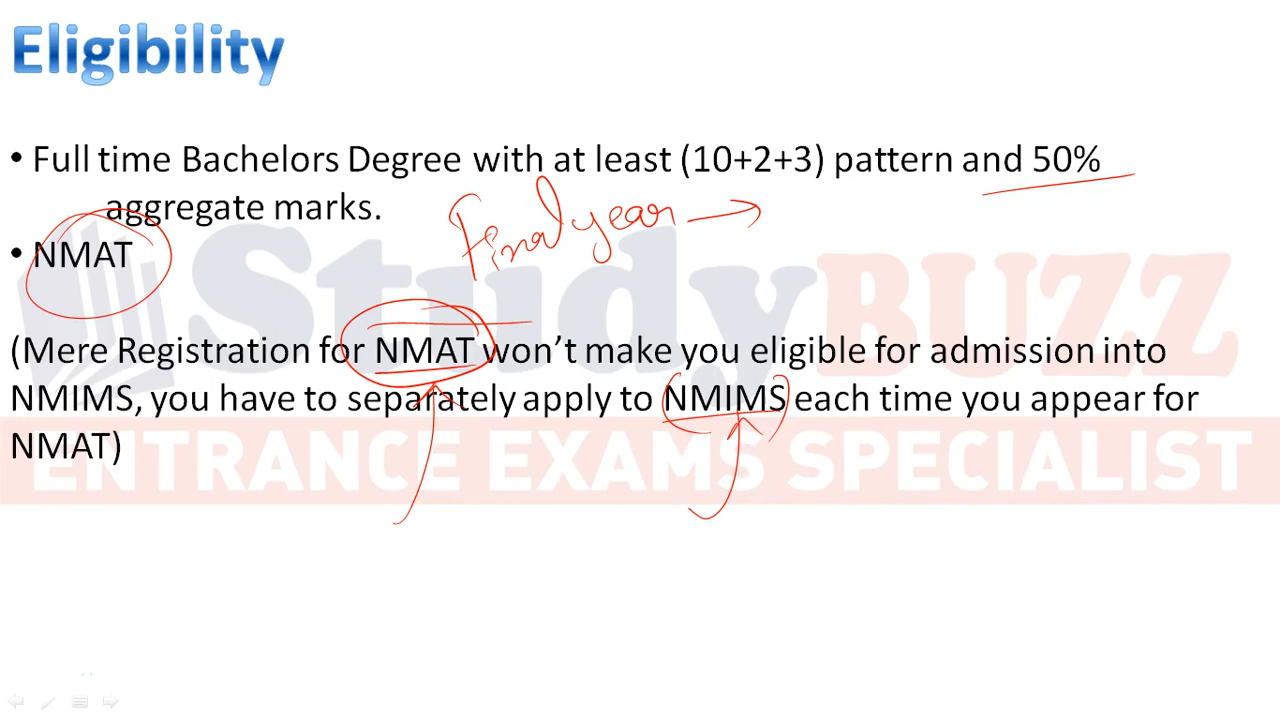 Eligibility
• Full time Bachelors Degree with at least (10+2+3) pattern and 50%
aggregate marks.
Final year
• NMAT
StudyBUZZ
(Mere Registration for NMAT won't make you eligible for admission into
NMIMS, you have to separately apply to NMIMS each time you appear for
NMAT)
ENTRANCE EXAMS SPECIALIST